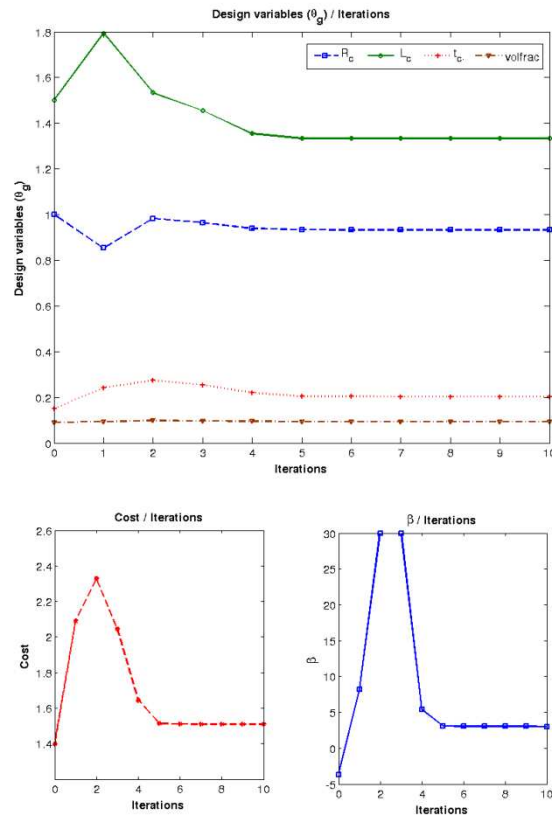 Design variables (θ_g) / Iterations
R_c L_c t_c. volfrac
1.8
1.6
1.4
1.2
1
0.8
0.6
0.4
0.2
0
Design variables (θ_g)
0 1 2 3 4 5 6 7 8 9 10
Iterations
Cost / Iterations
2.6
2.4
2.2
2
1.8
1.6
1.4
Cost
0 2 4 6 8 10
Iterations
β / Iterations
30
25
20
15
10
5
0
-5
β
0 2 4 6 8 10
Iterations